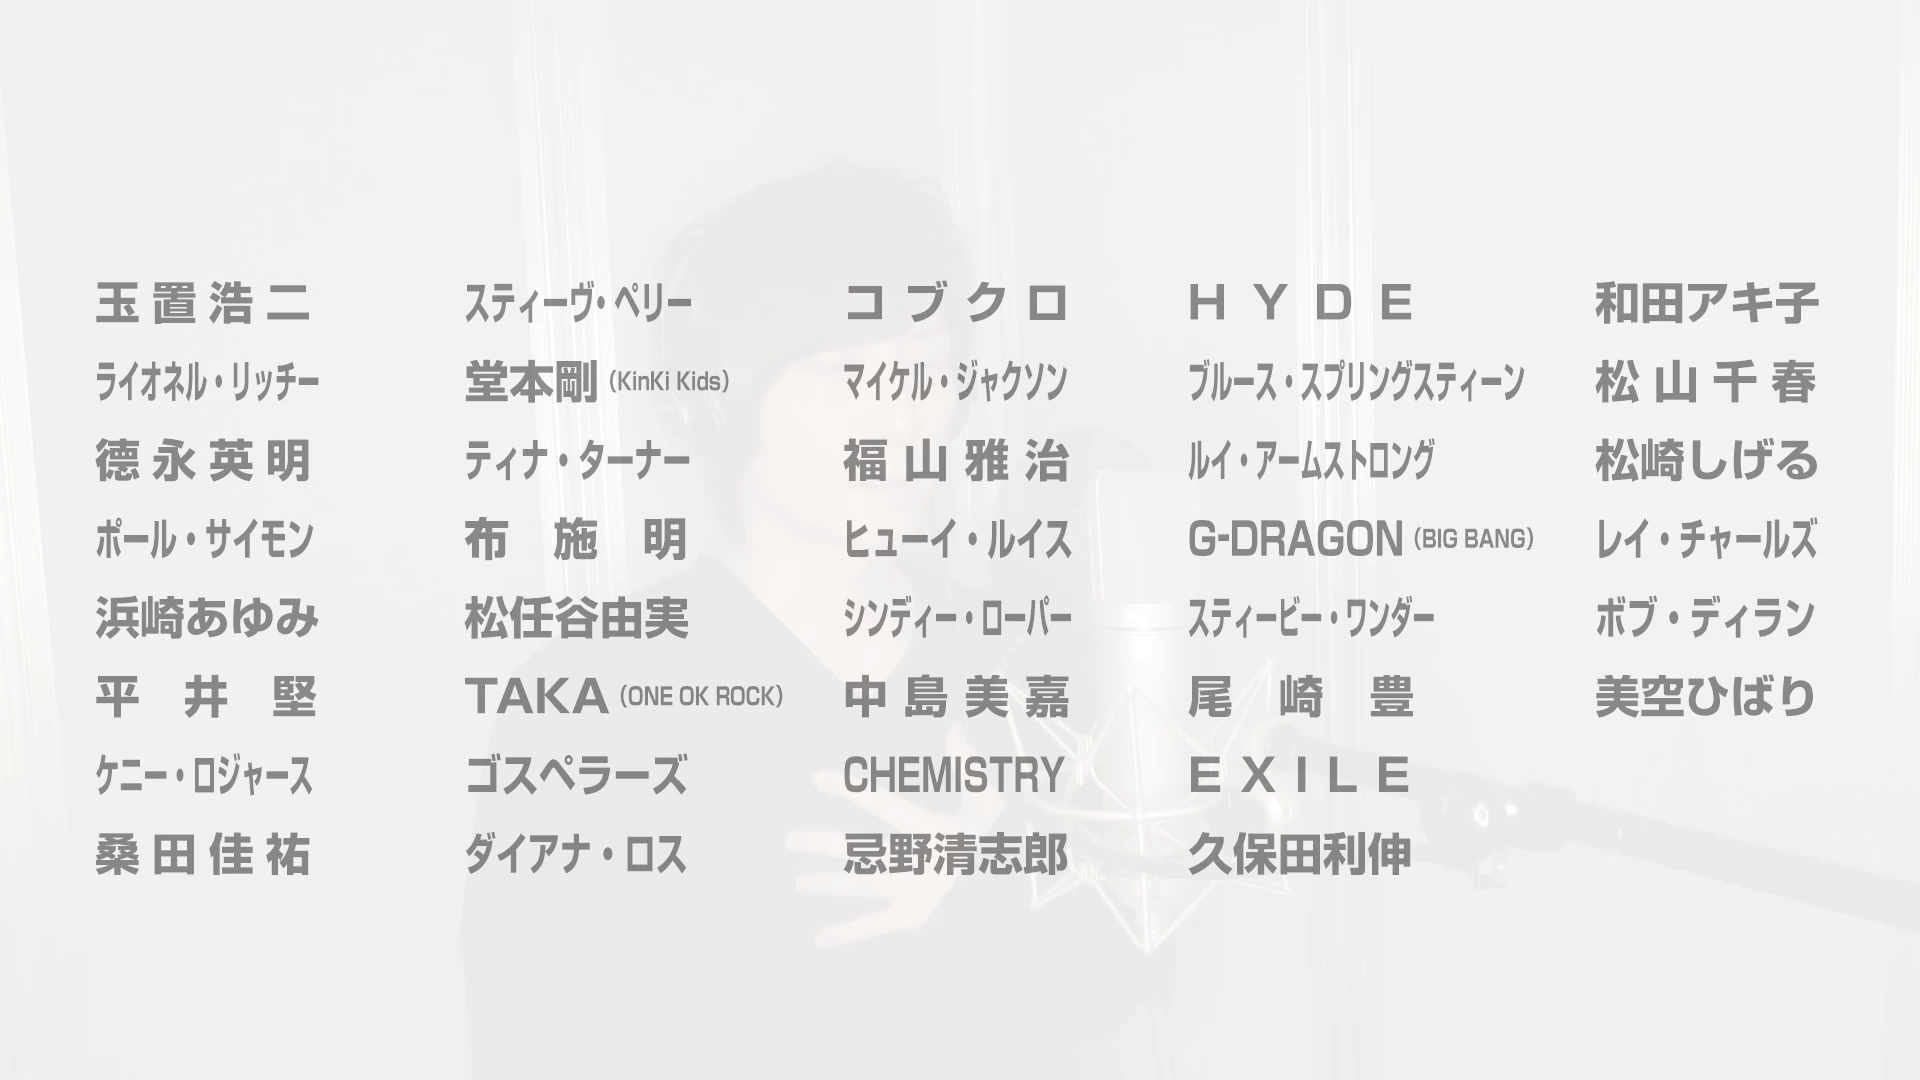 玉置浩二
ライオネル・リッチー
德永英明
ポール・サイモン
浜崎あゆみ
平井堅
ケニー・ロジャース
桑田佳祐
スティーヴ・ペリー
堂本剛（KinKi Kids）
ティナ・ターナー
布施明
松任谷由実
TAKA（ONE OK ROCK）
ゴスペラーズ
ダイアナ・ロス
コブクロ
マイケル・ジャクソン
福山雅治
ヒューイ・ルイス
シンディー・ローパー
中島美嘉
CHEMISTRY
忌野清志郎
HYDE
ブルース・スプリングスティーン
ルイ・アームストロング
G-DRAGON（BIG BANG）
スティービー・ワンダー
尾崎豊
EXILE
久保田利伸
和田アキ子
松山千春
松崎しげる
レイ・チャールズ
ボブ・ディラン
美空ひばり